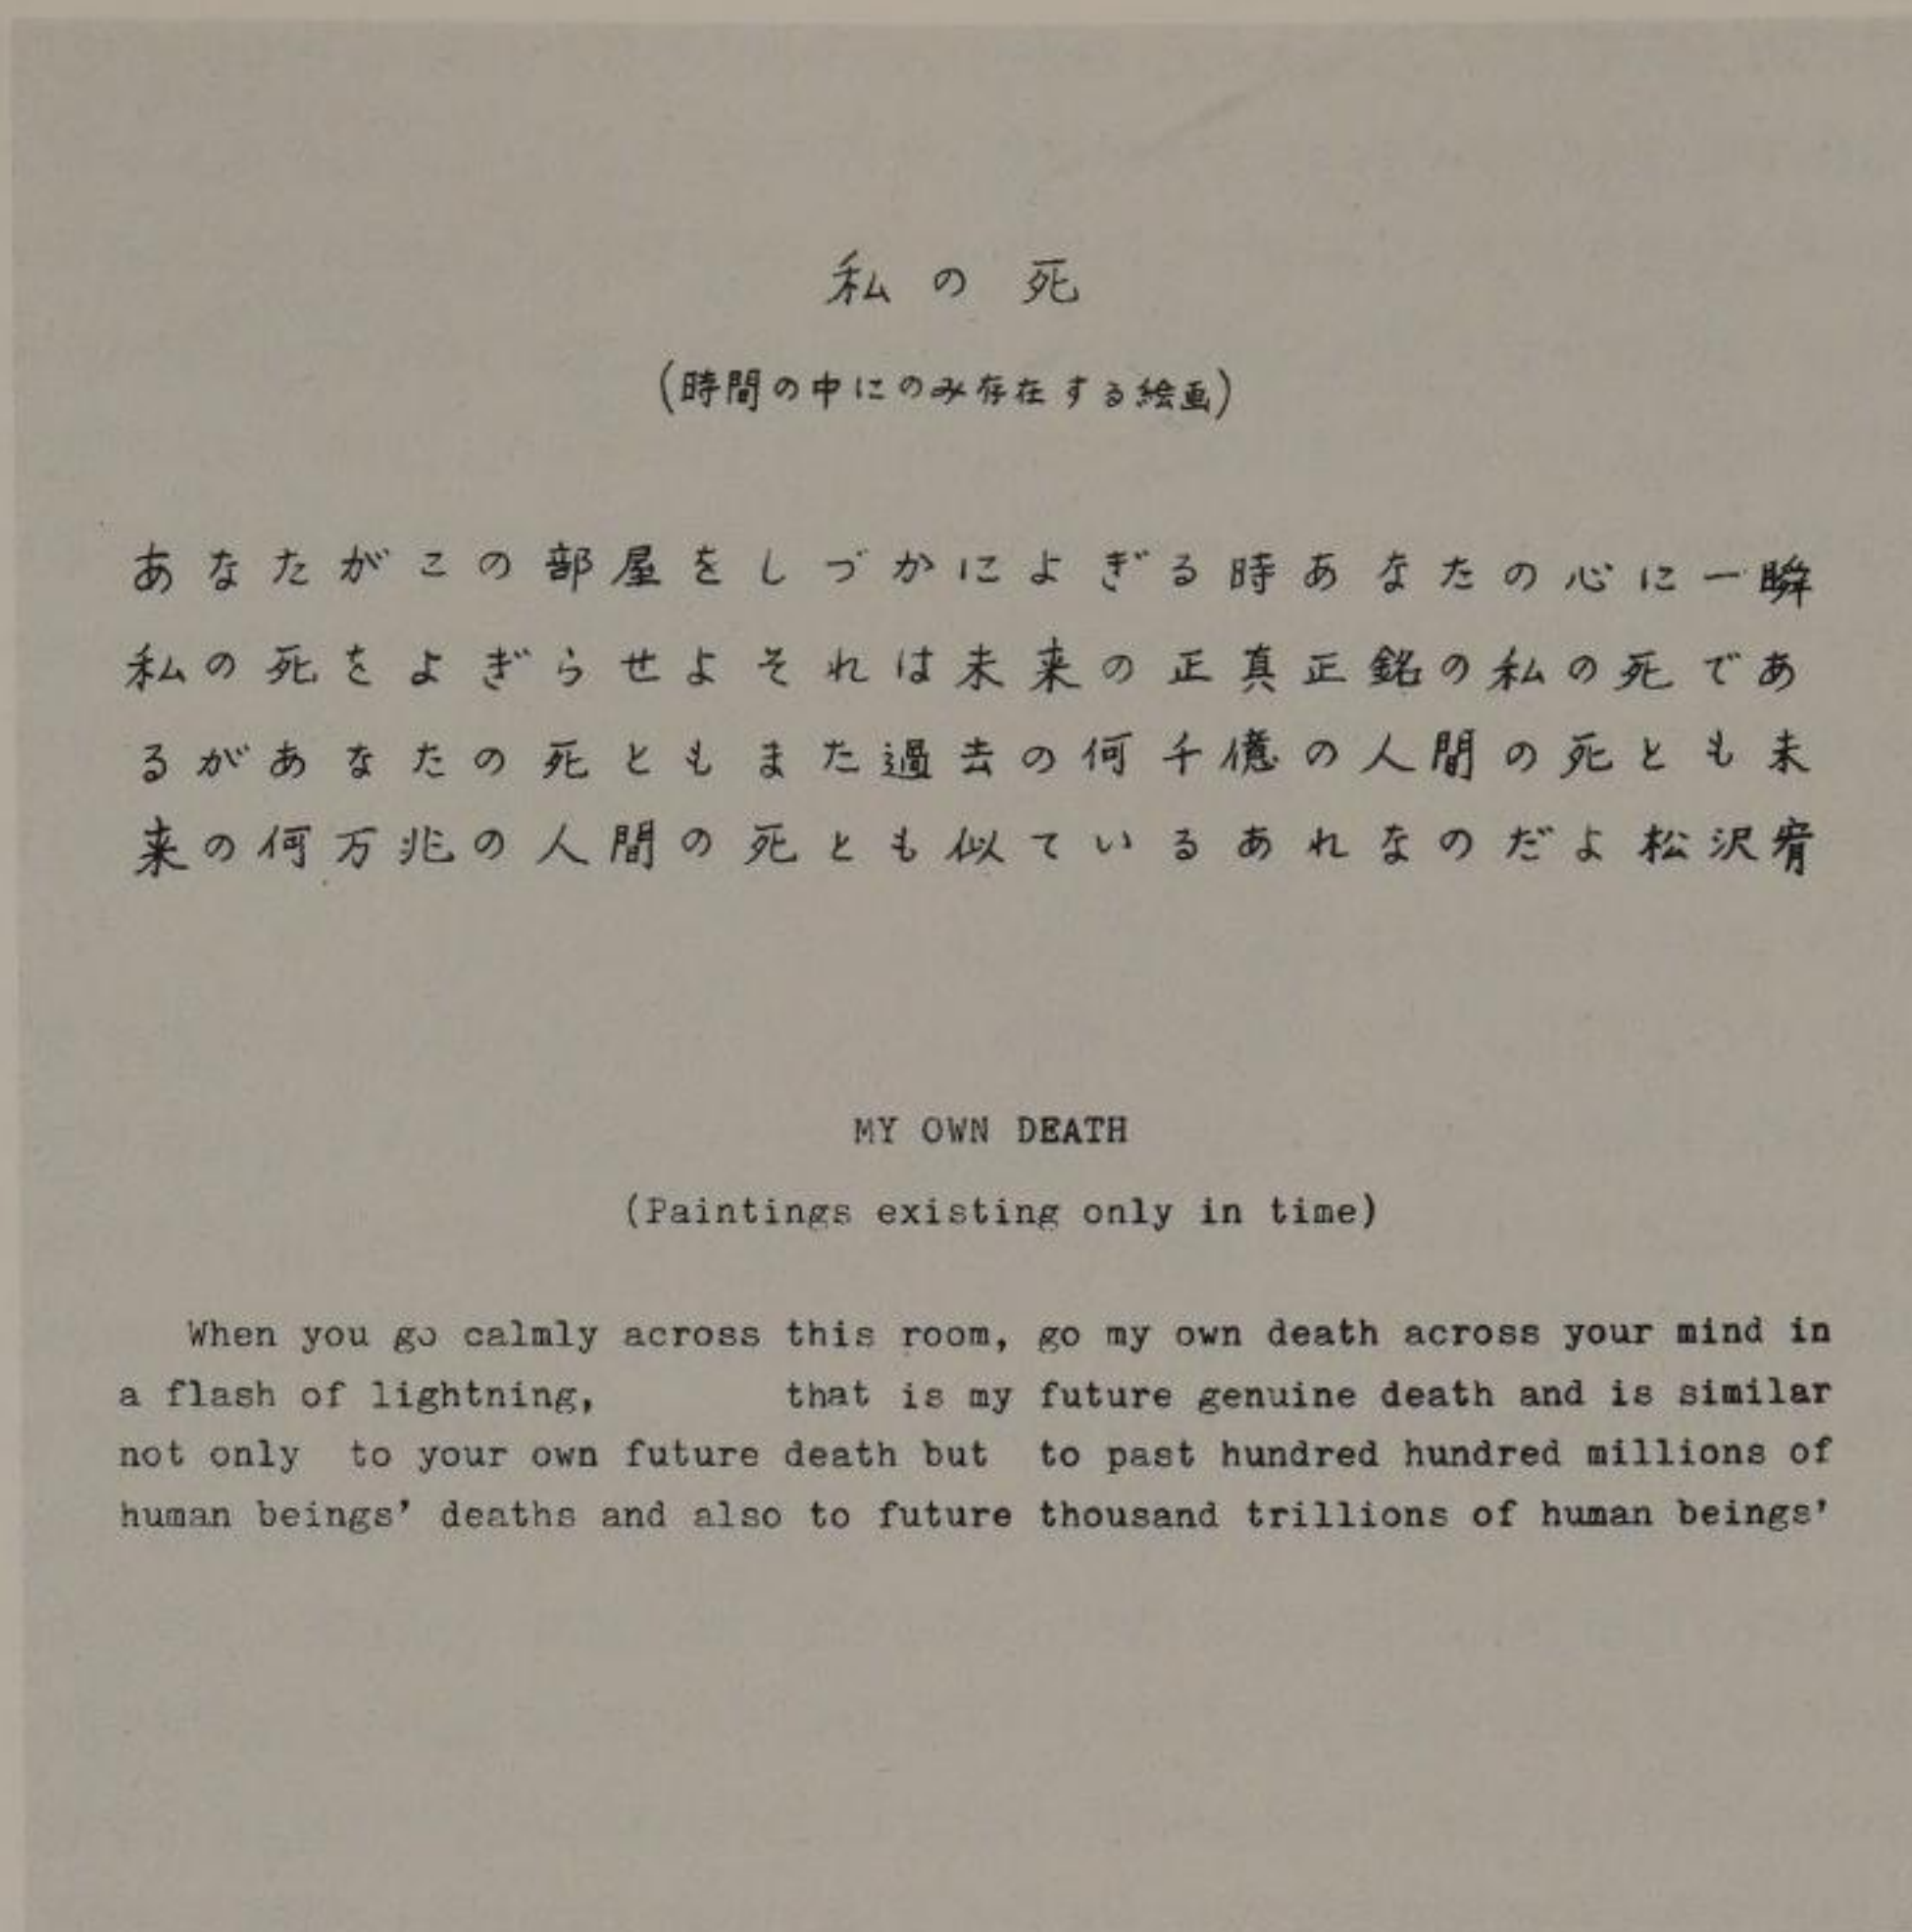 私の死
(時間の中にのみ存在する絵画)
あなたがこの部屋をしづかによぎる時あなたの心に一瞬
私の死をよぎらせよそれは未来の正真正銘の私の死であ
るがあなたの死ともまた過去の何千億の人間の死とも未
来の何万兆の人間の死とも似ているあれなのだよ松沢宥
MY OWN DEATH
(Paintings existing only in time)
When you go calmly across this room, go my own death across your mind in
a flash of lightning, that is my future genuine death and is similar
not only to your own future death but to past hundred hundred millions of
human beings' deaths and also to future thousand trillions of human beings'